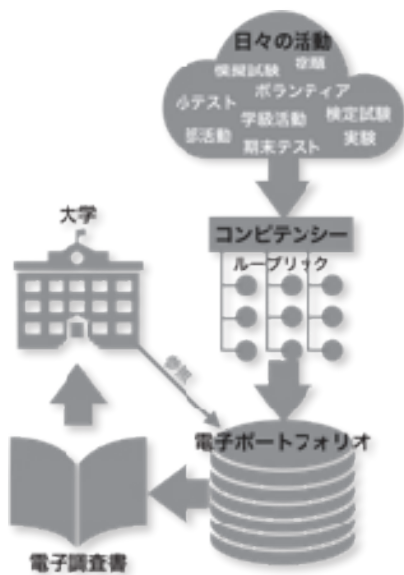 日々の活動
模擬試験 宿題
ボランティア
小テスト
学級活動
検定試験
部活動
期末テスト
実験
大学
コンピテンシー
ルーブリック
参照
電子ポートフォリオ
電子調査書